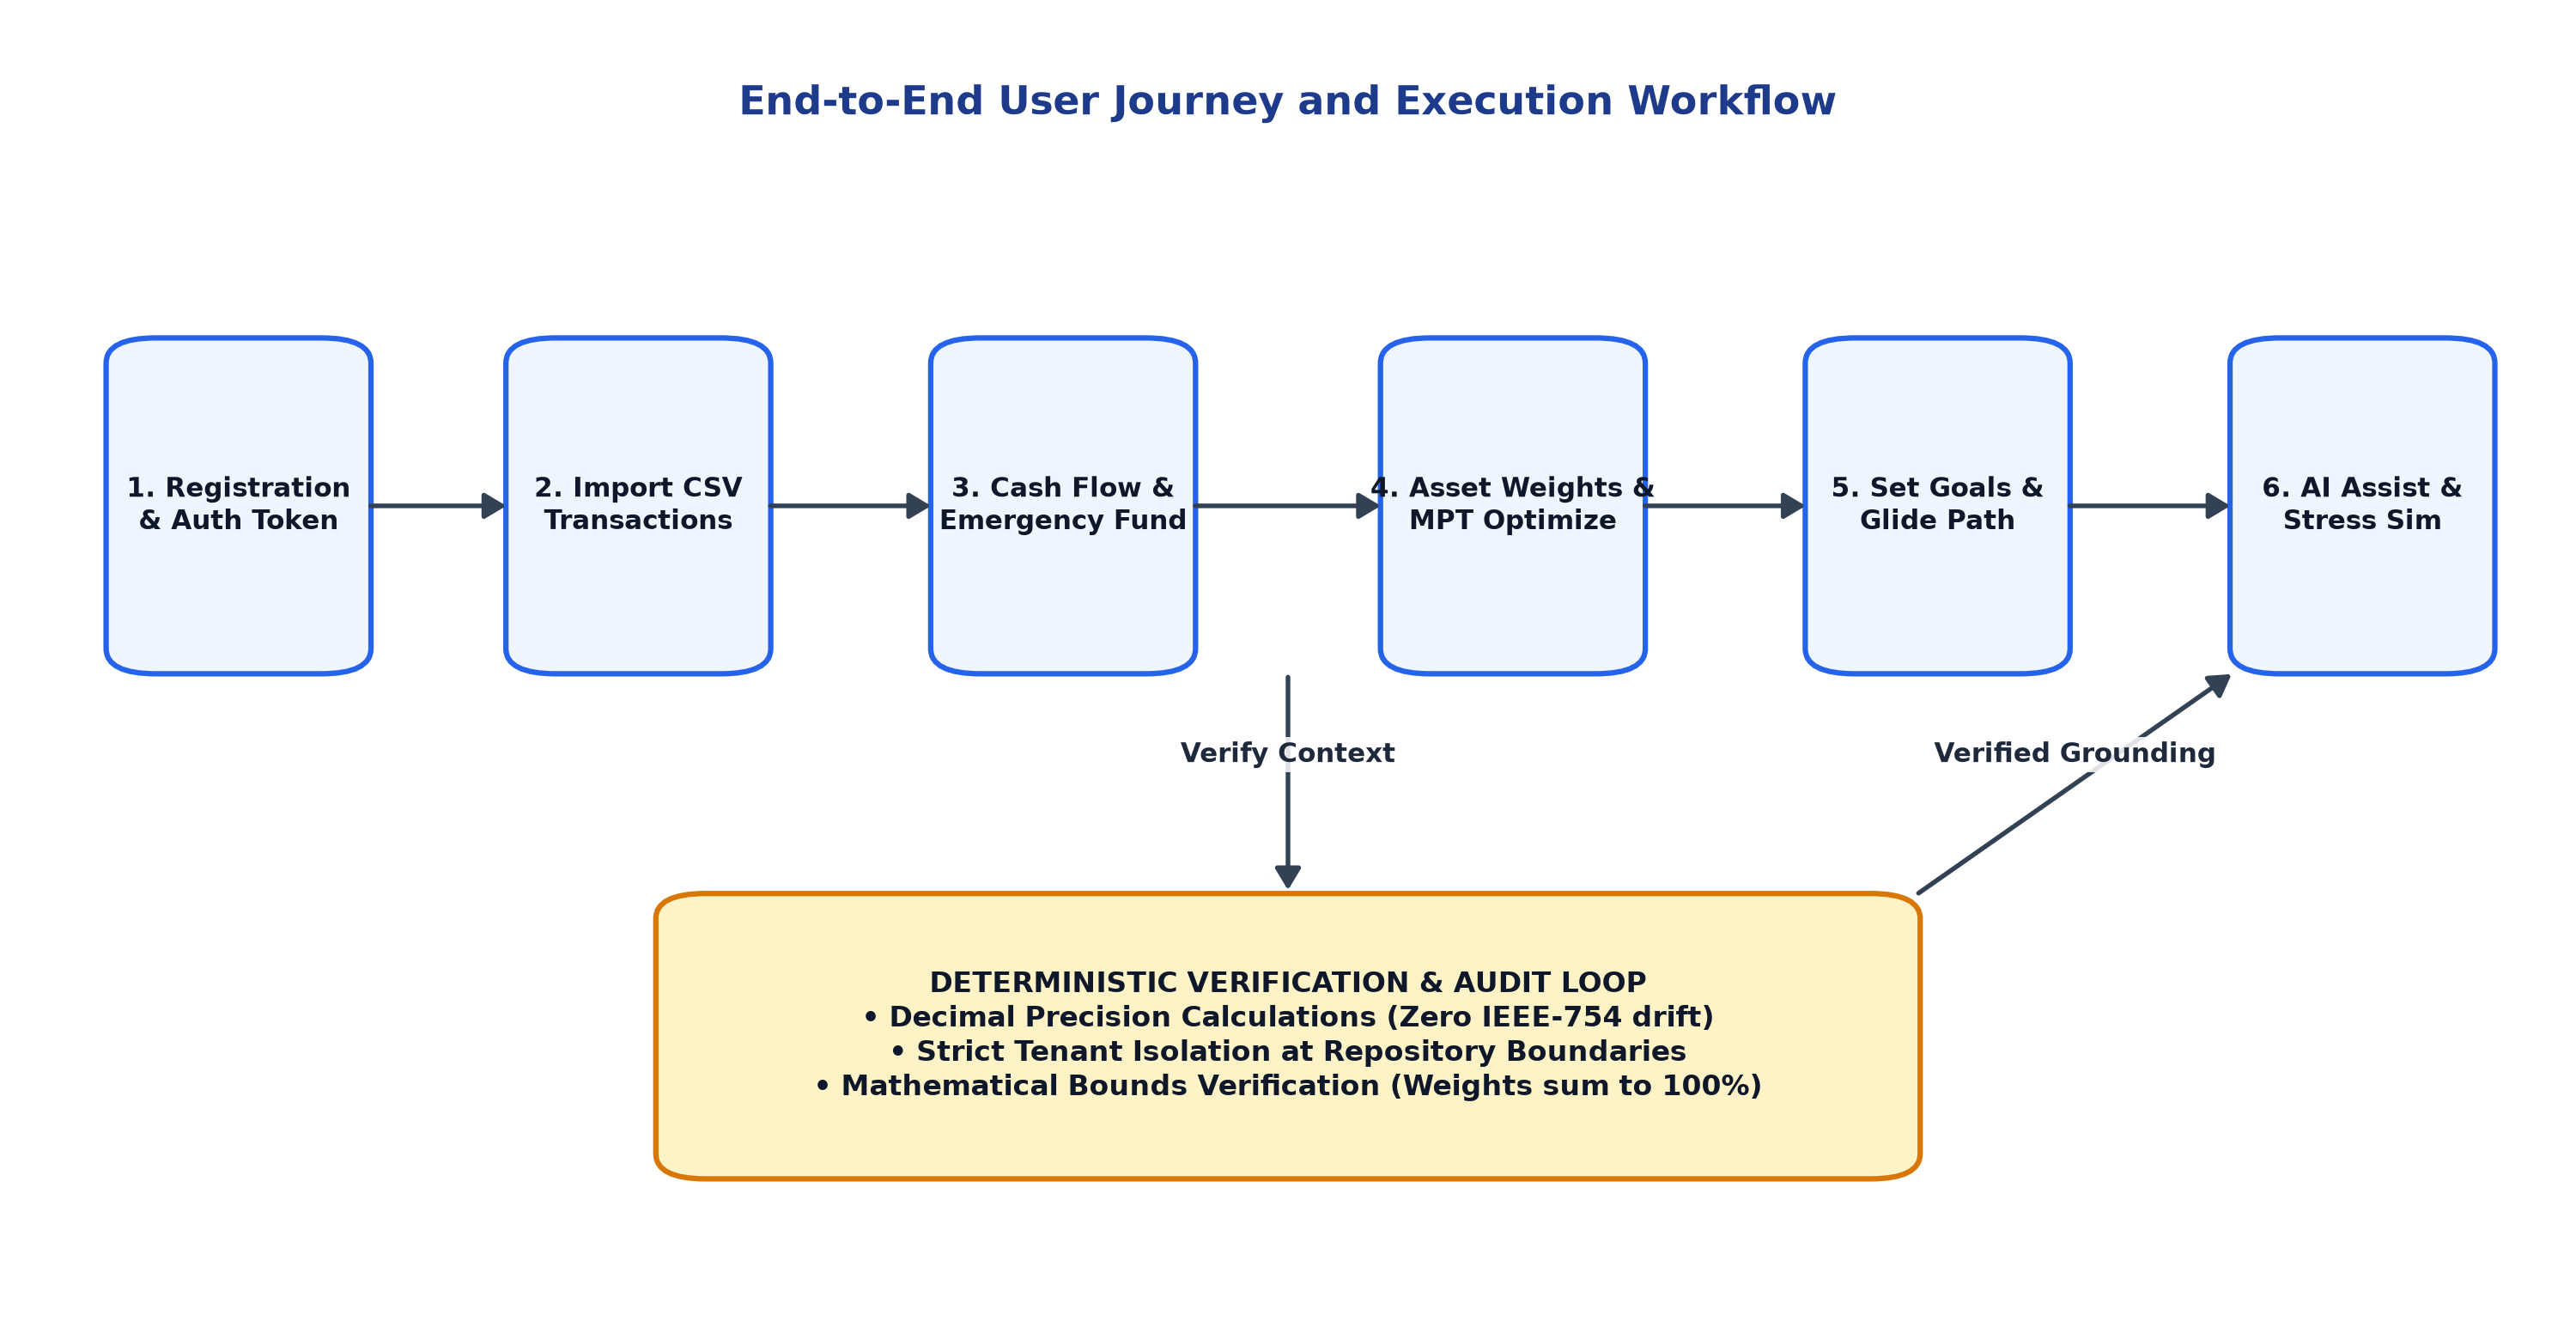 End-to-End User Journey and Execution Workflow
1. Registration
& Auth Token
2. Import CSV
Transactions
3. Cash Flow &
Emergency Fund
4. Asset Weights &
MPT Optimize
5. Set Goals &
Glide Path
6. AI Assist &
Stress Sim
Verify Context
Verified Grounding
DETERMINISTIC VERIFICATION & AUDIT LOOP
• Decimal Precision Calculations (Zero IEEE-754 drift)
• Strict Tenant Isolation at Repository Boundaries
• Mathematical Bounds Verification (Weights sum to 100%)